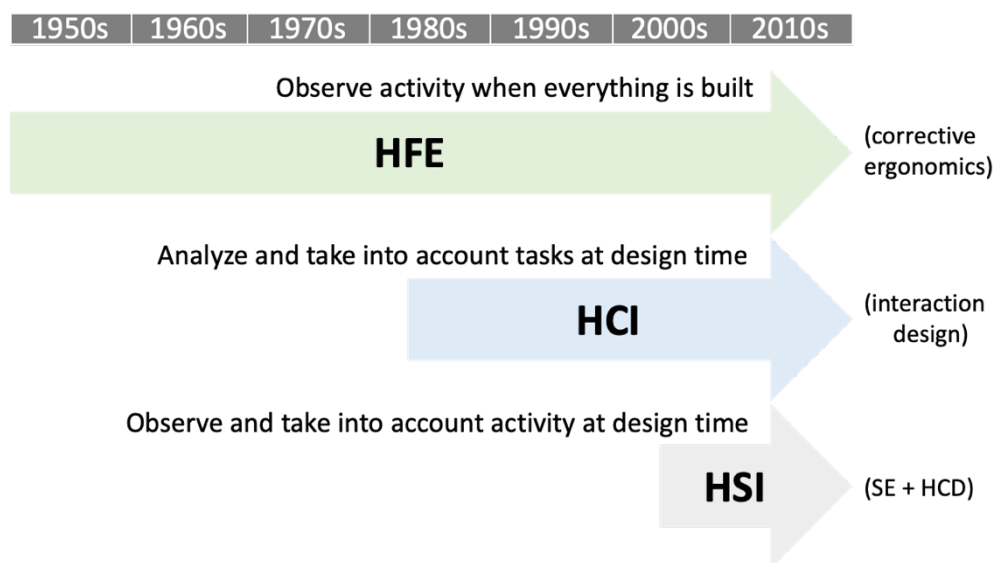 1950s 1960s 1970s 1980s 1990s 2000s 2010s
Observe activity when everything is built
HFE
(corrective
ergonomics)
Analyze and take into account tasks at design time
HCI
(interaction
design)
Observe and take into account activity at design time
HSI
(SE + HCD)